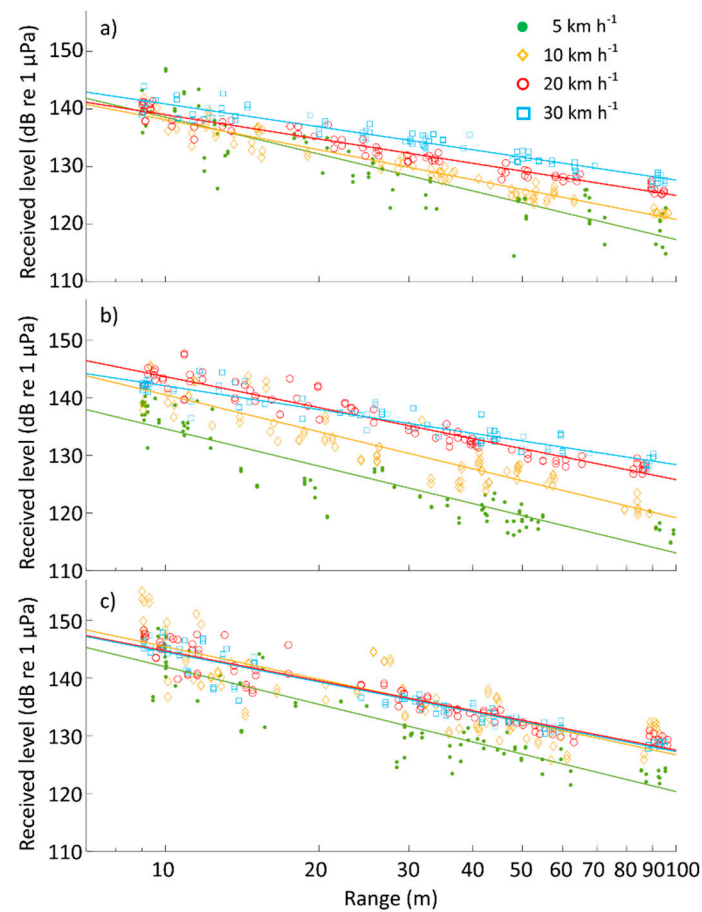 a)
5 km h-1
10 km h-1
20 km h-1
30 km h-1
Received level (dB re 1 μPa)
150
140
130
120
110
b)
Received level (dB re 1 μPa)
150
140
130
120
110
c)
Received level (dB re 1 μPa)
150
140
130
120
110
10 20 30 40 50 60 70 80 90 100
Range (m)